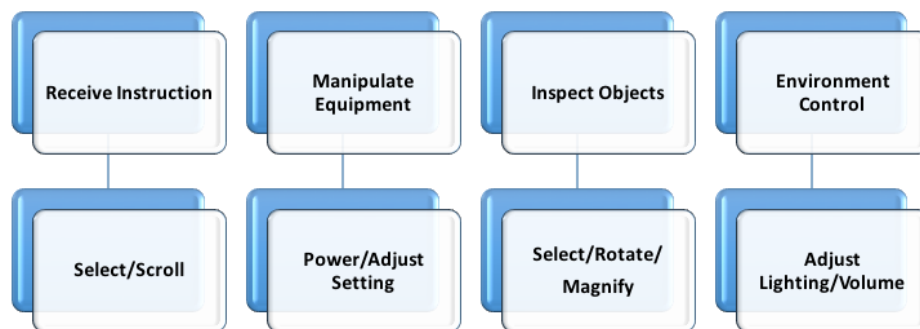 Receive Instruction
Manipulate
Equipment
Inspect Objects
Environment
Control
Select/Scroll
Power/Adjust
Setting
Select/Rotate/
Magnify
Adjust
Lighting/Volume